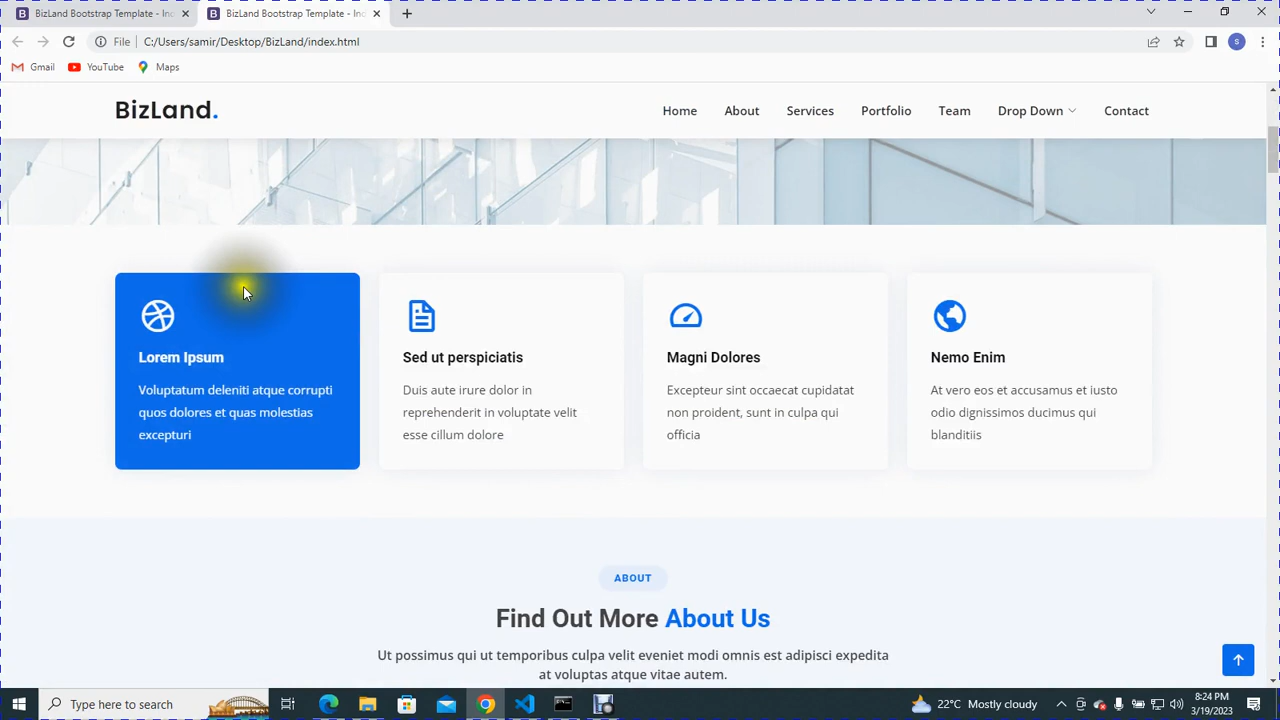 BizLand Bootstrap Template - Ind
BizLand Bootstrap Template - Ind
File
C:/Users/samir/Desktop/BizLand/index.html
S
Gmail
YouTube
Maps
BizLand.
Home
About
Services
Portfolio
Team
Drop Down
Contact
Lorem Ipsum
Voluptatum deleniti atque corrupti
quos dolores et quas molestias
excepturi
Sed ut perspiciatis
Duis aute irure dolor in
reprehenderit in voluptate velit
esse cillum dolore
Magni Dolores
Excepteur sint occaecat cupidatat
non proident, sunt in culpa qui
officia
Nemo Enim
At vero eos et accusamus et iusto
odio dignissimos ducimus qui
blanditiis
ABOUT
Find Out More About Us
Ut possimus qui ut temporibus culpa velit eveniet modi omnis est adipisci expedita
at voluptas atque vitae autem.
Type here to search
22°C Mostly cloudy
8:24 PM
3/19/2023